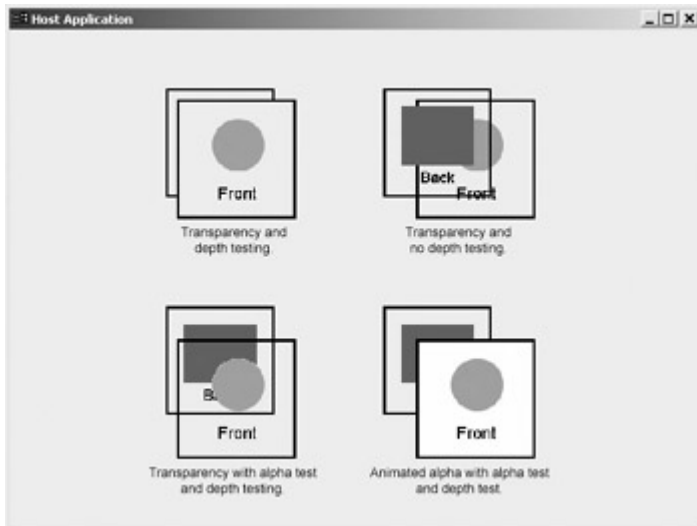 Host Application
Front
Transparency and
depth testing.
Back
Front
Transparency and
no depth testing.
Front
Transparency with alpha test
and depth testing.
Front
Animated alpha with alpha test
and depth test.